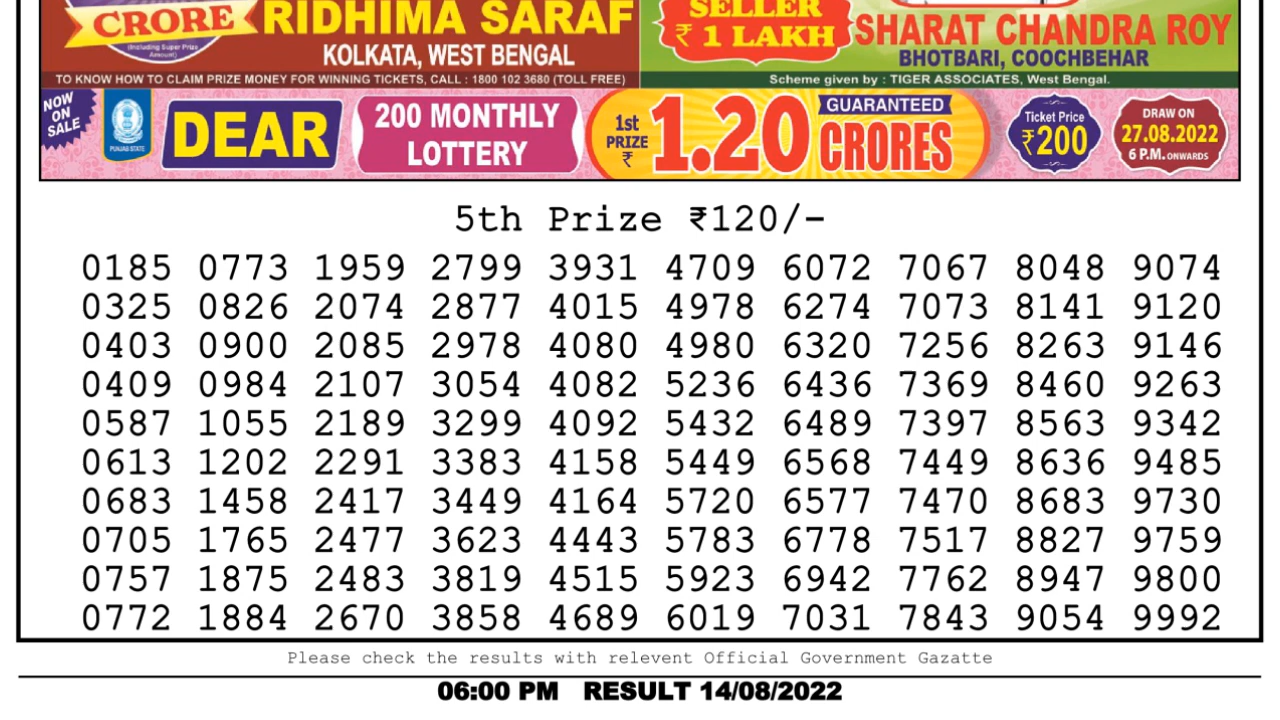 CRORE
(Including Super Prize
Amount)
RIDHIMA SARAF
KOLKATA, WEST BENGAL
TO KNOW HOW TO CLAIM PRIZE MONEY FOR WINNING TICKETS, CALL : 1800 102 3680 (TOLL FREE)
SELLER
₹ 1 LAKH
SHARAT CHANDRA ROY
BHOTBARI, COOCHBEHAR
Scheme given by : TIGER ASSOCIATES, West Bengal.
NOW
ON
SALE
PUNJAB STATE
DEAR
200 MONTHLY
LOTTERY
1st
PRIZE
₹
1.20
GUARANTEED
CRORES
Ticket Price
₹200
DRAW ON
27.08.2022
6 P.M. ONWARDS
5th Prize ₹120/-
0185 0773 1959 2799 3931 4709 6072 7067 8048 9074
0325 0826 2074 2877 4015 4978 6274 7073 8141 9120
0403 0900 2085 2978 4080 4980 6320 7256 8263 9146
0409 0984 2107 3054 4082 5236 6436 7369 8460 9263
0587 1055 2189 3299 4092 5432 6489 7397 8563 9342
0613 1202 2291 3383 4158 5449 6568 7449 8636 9485
0683 1458 2417 3449 4164 5720 6577 7470 8683 9730
0705 1765 2477 3623 4443 5783 6778 7517 8827 9759
0757 1875 2483 3819 4515 5923 6942 7762 8947 9800
0772 1884 2670 3858 4689 6019 7031 7843 9054 9992
Please check the results with relevent Official Government Gazatte
06:00 PM RESULT 14/08/2022